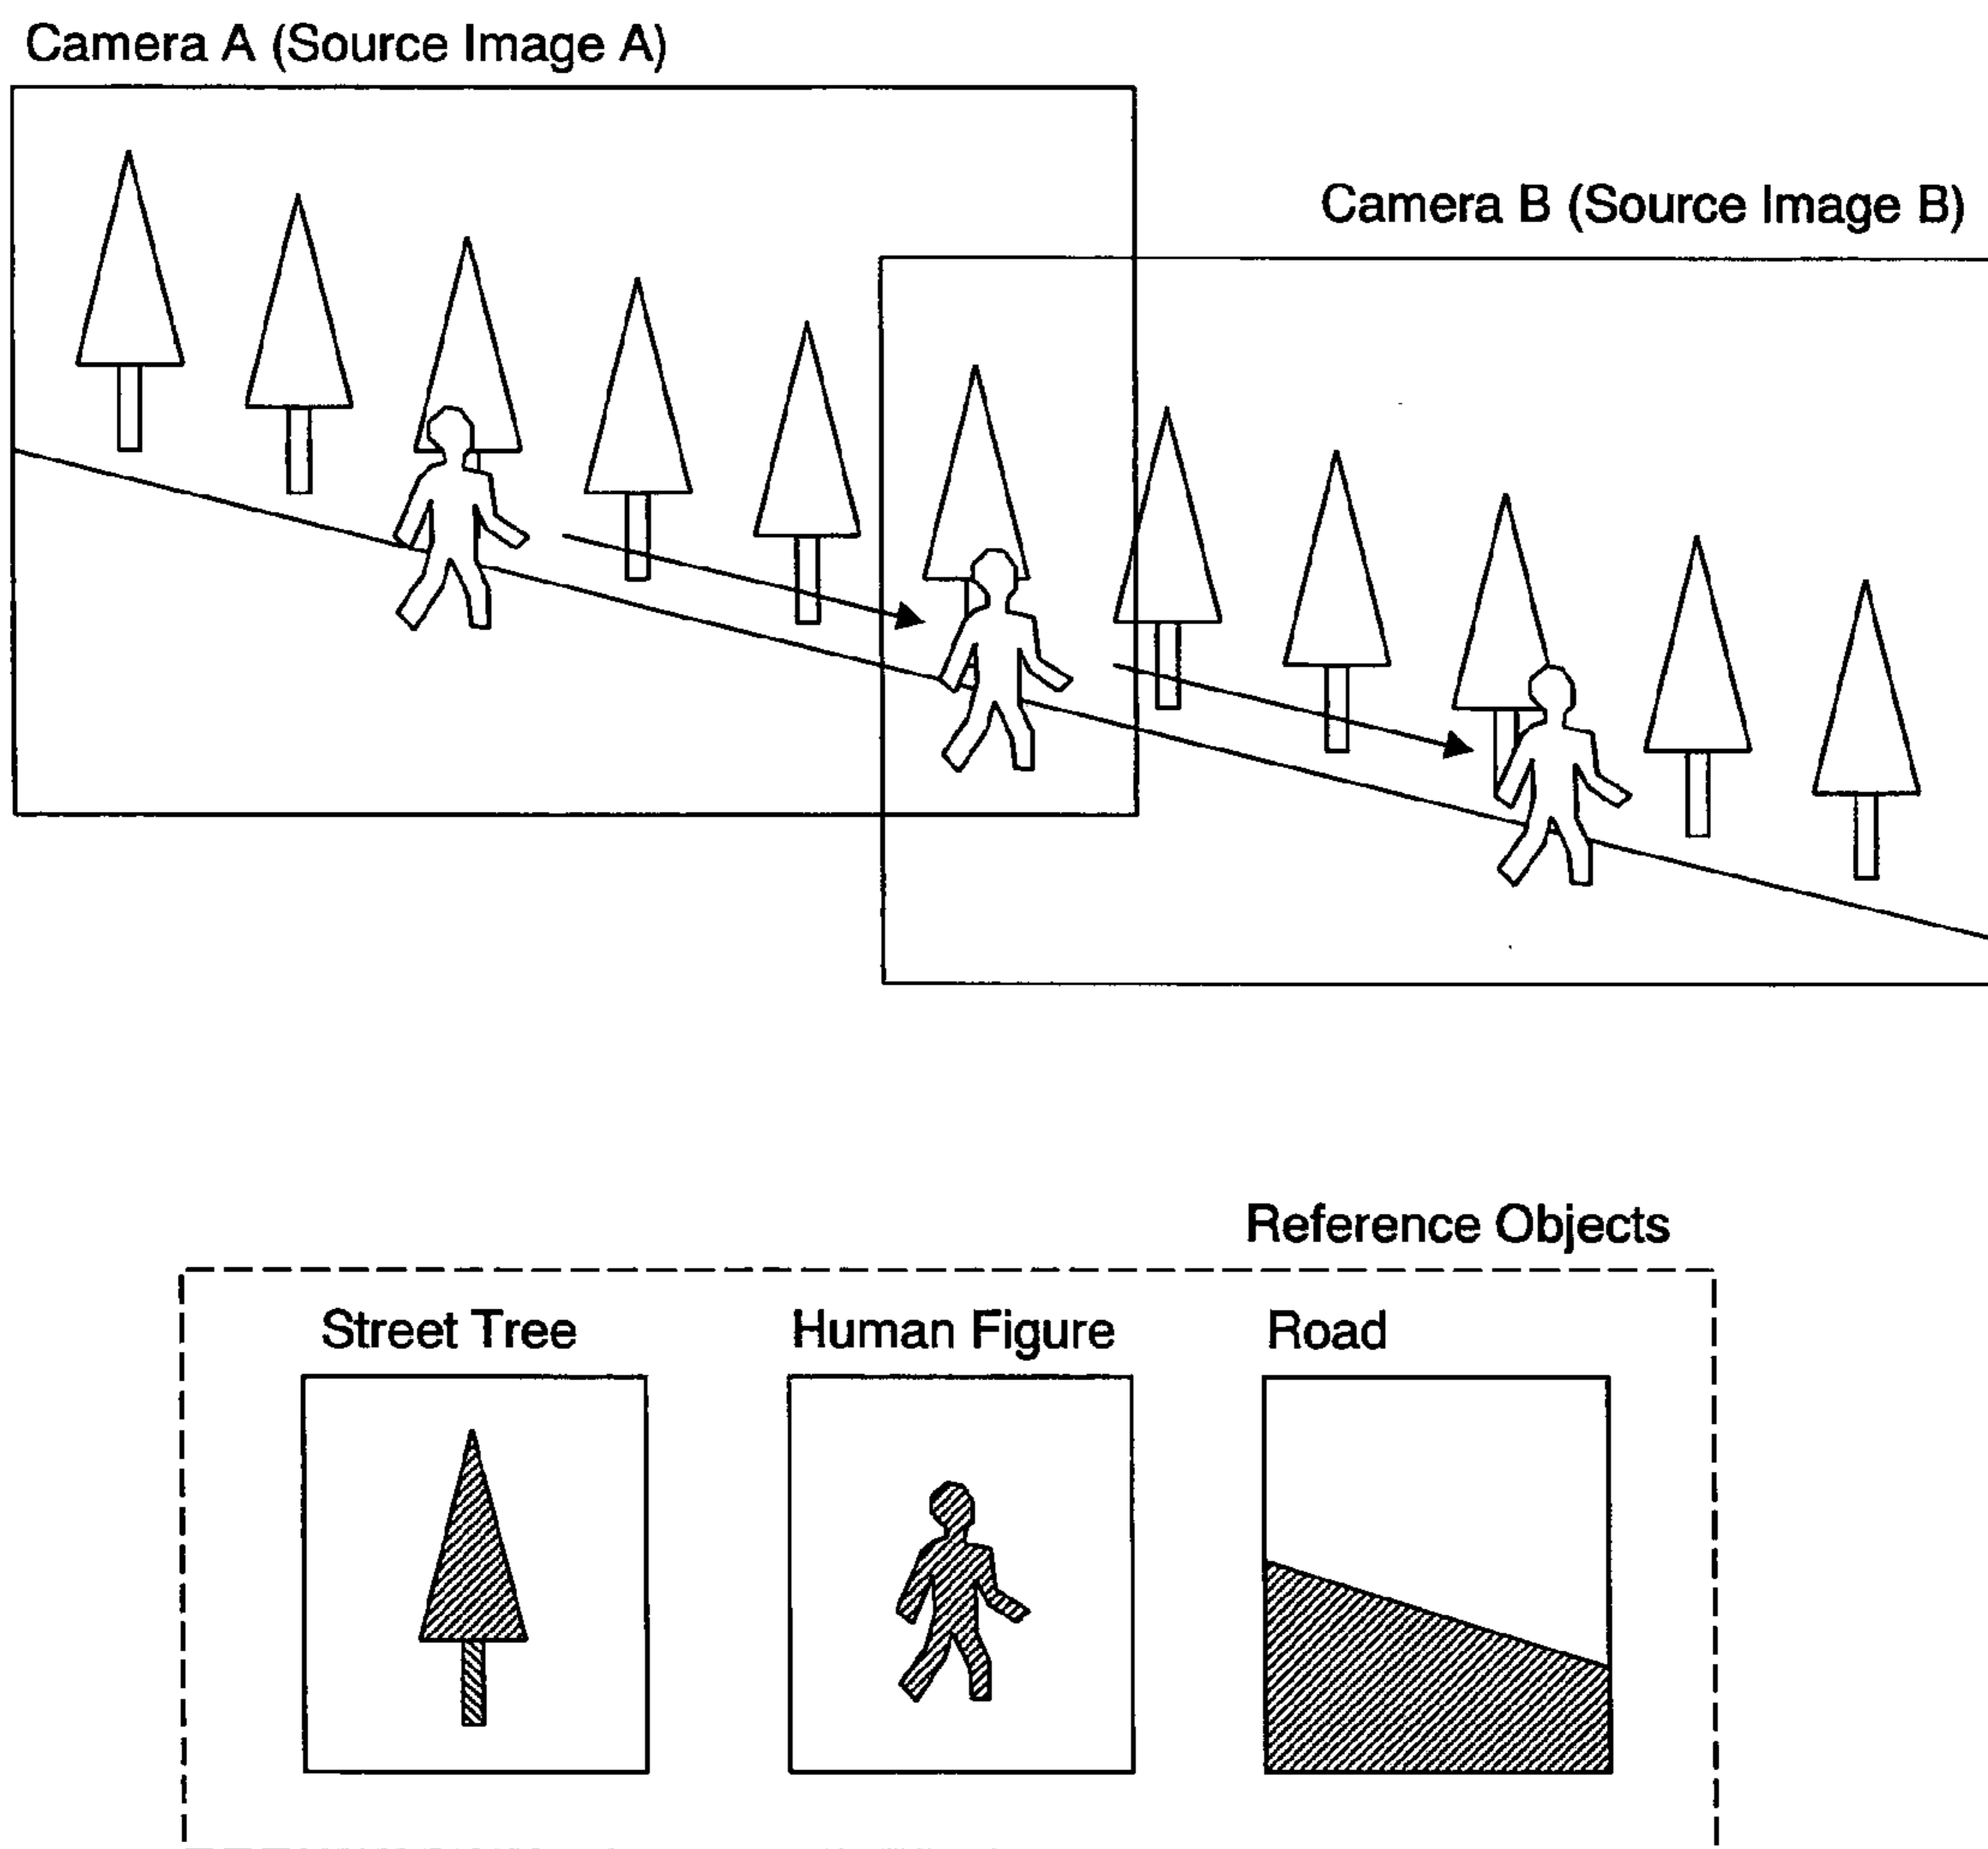 Camera A (Source Image A)
Camera B (Source Image B)
Reference Objects
Street Tree
Human Figure
Road